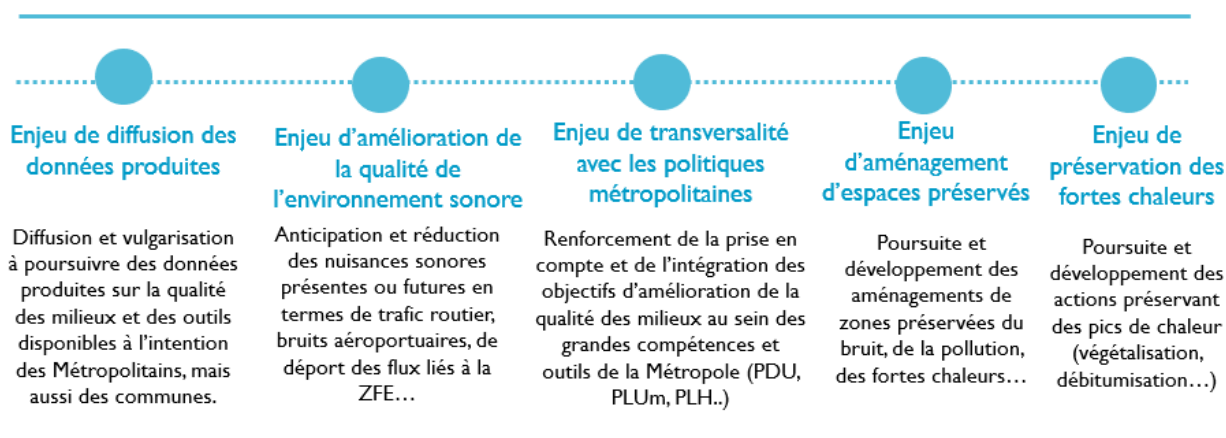 Enjeu de diffusion des
données produites
Diffusion et vulgarisation
à poursuivre des données
produites sur la qualité
des milieux et des outils
disponibles à l'intention
des Métropolitains, mais
aussi des communes.
Enjeu d'amélioration de
la qualité de
l'environnement sonore
Anticipation et réduction
des nuisances sonores
présentes ou futures en
termes de trafic routier,
bruits aéroportuaires, de
déport des flux liés à la
ZFE…
Enjeu de transversalité
avec les politiques
métropolitaines
Renforcement de la prise en
compte et de l'intégration des
objectifs d'amélioration de la
qualité des milieux au sein des
grandes compétences et
outils de la Métropole (PDU,
PLUm, PLH..)
Enjeu
d'aménagement
d'espaces préservés
Poursuite et
développement des
aménagements de
zones préservées du
bruit, de la pollution,
des fortes chaleurs…
Enjeu de
préservation des
fortes chaleurs
Poursuite et
développement des
actions préservant
des pics de chaleur
(végétalisation,
débitumisation…)